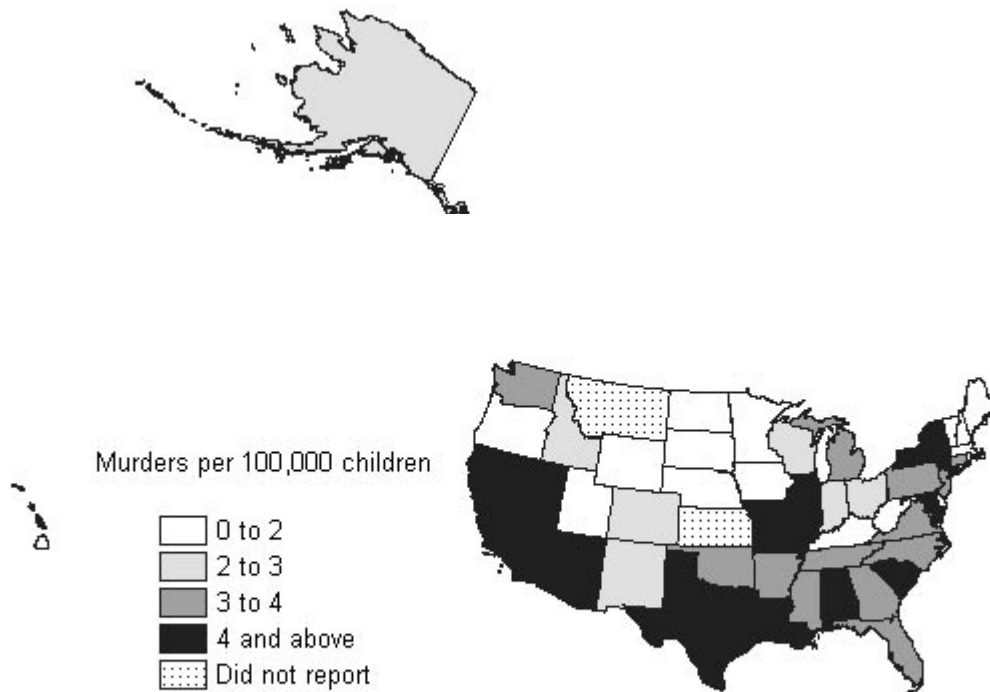 Murders per 100,000 children
0 to 2
2 to 3
3 to 4
4 and above
Did not report